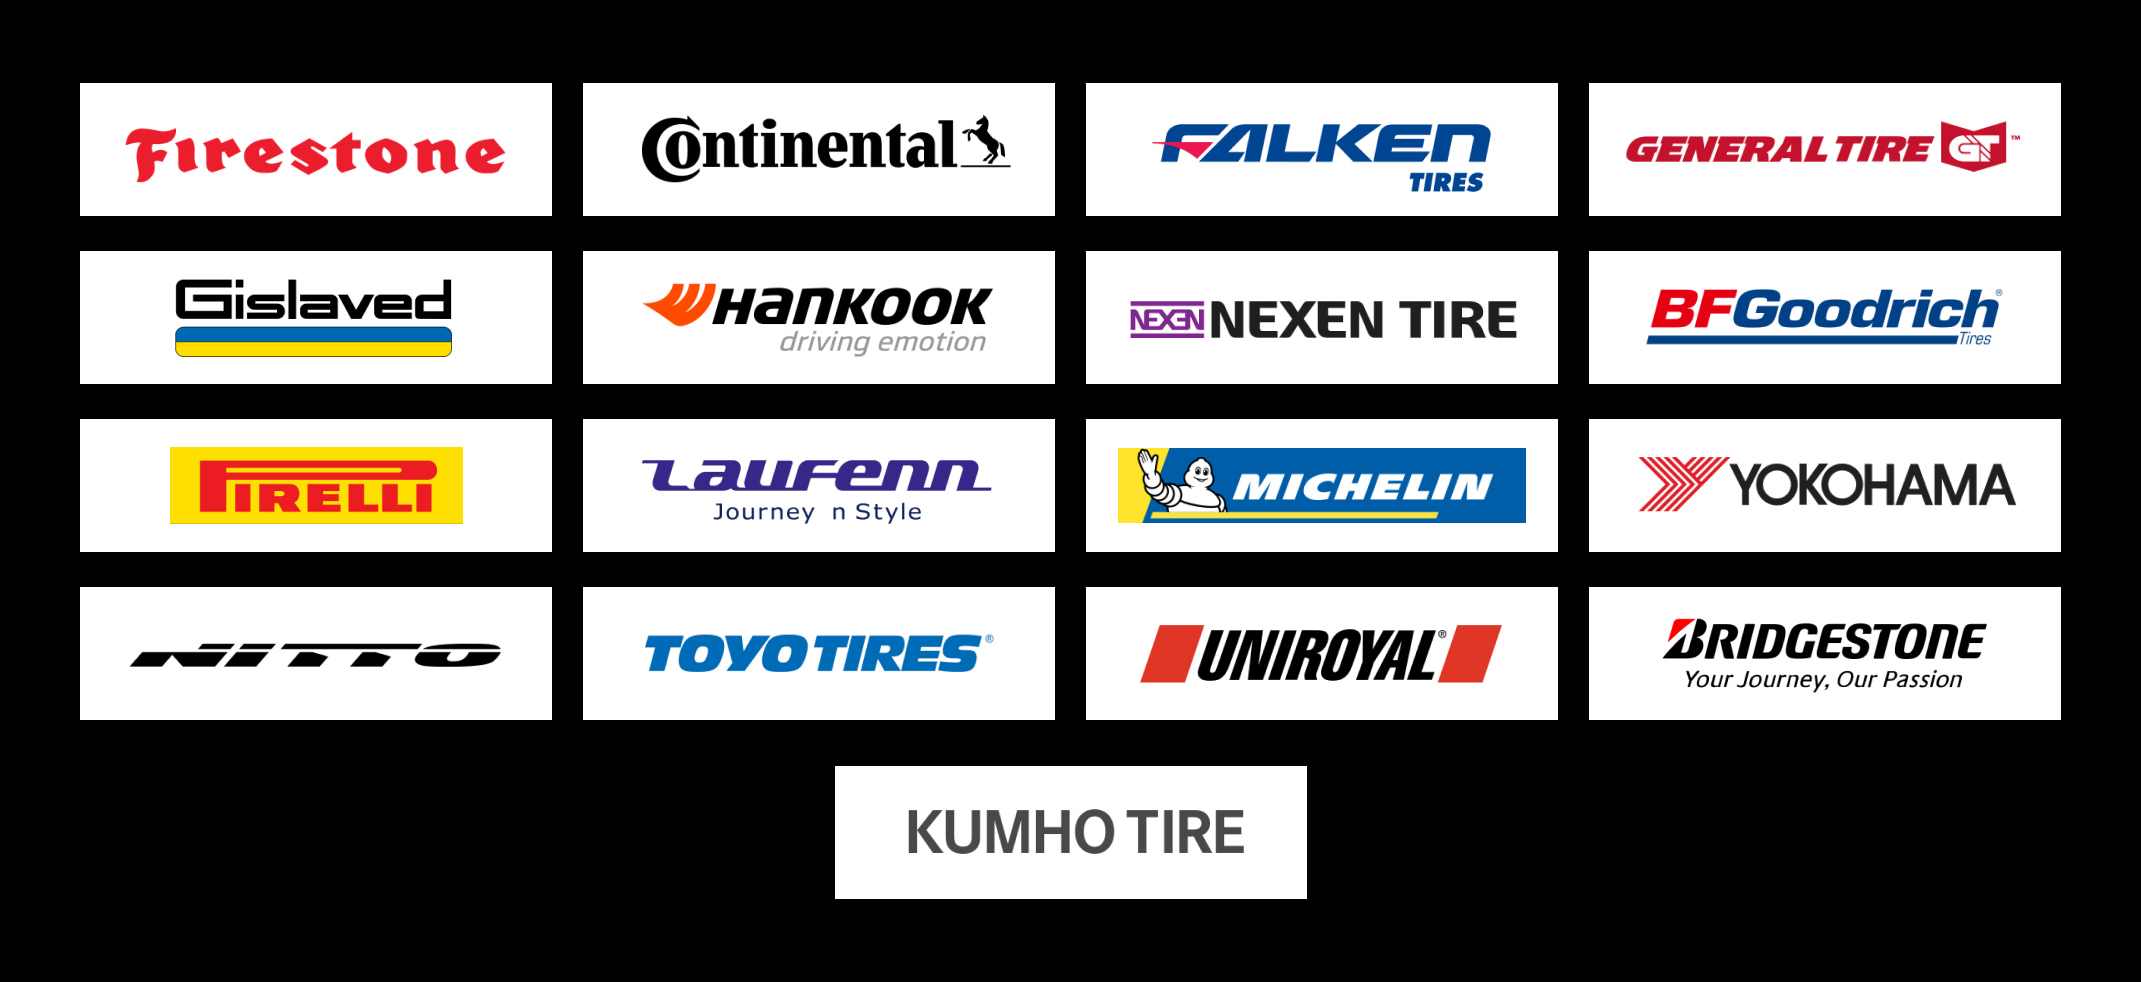 Firestone
Continental
FALKEN
TIRES
GENERAL TIRE GT ™
Gislaved
HANKOOK
driving emotion
NEXEN NEXEN TIRE
BFGoodrich®
Tires
PIRELLI
Laufenn
Journey n Style
MICHELIN
YOKOHAMA
NITTO
TOYO TIRES®
UNIROYAL®
BRIDGESTONE
Your Journey, Our Passion
KUMHO TIRE